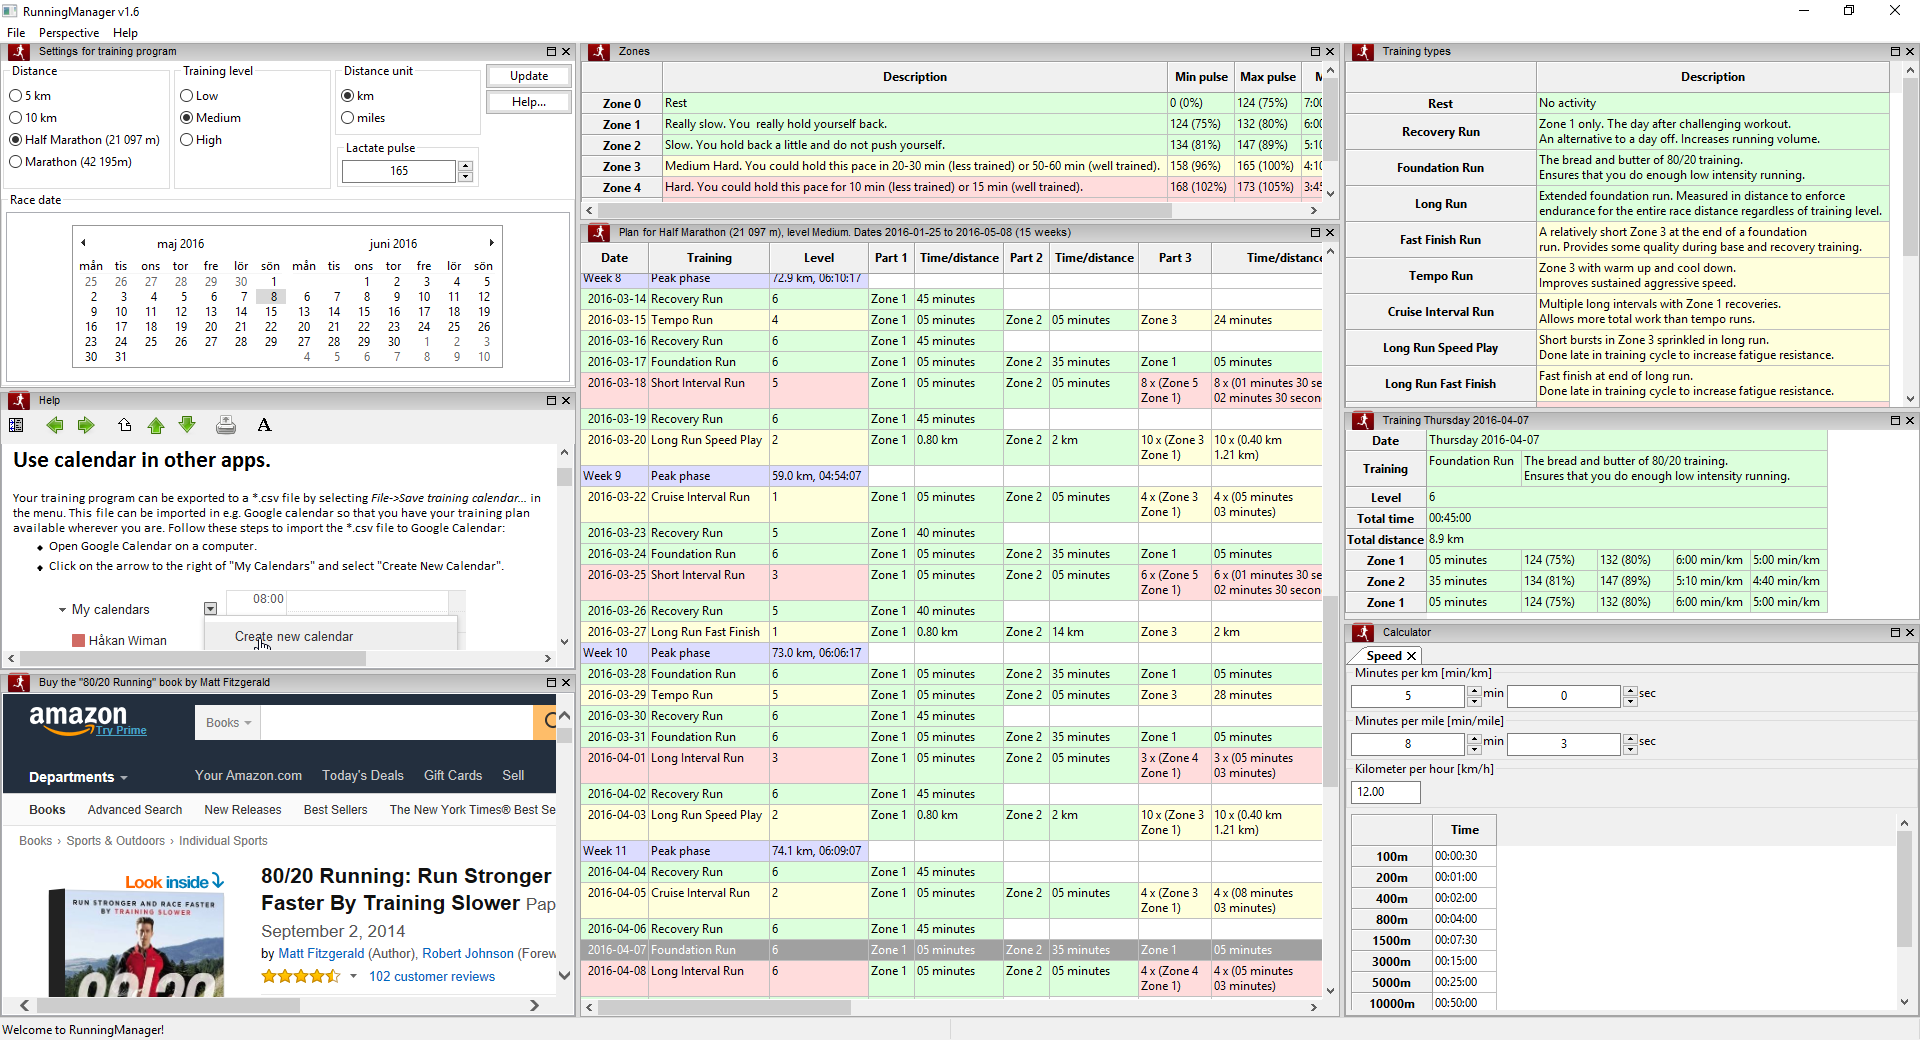 RunningManager v1.6
File Perspective Help
Settings for training program
Distance
5 km
10 km
Half Marathon (21 097 m)
Marathon (42 195m)
Training level
Low
Medium
High
Distance unit
km
miles
Lactate pulse
165
Update
Help...
Race date
maj 2016 juni 2016
mån tis ons tor fre lör sön mån tis ons tor fre lör sön
25 26 27 28 29 30 1 1 2 3 4 5
2 3 4 5 6 7 8 6 7 8 9 10 11 12
9 10 11 12 13 14 15 13 14 15 16 17 18 19
16 17 18 19 20 21 22 20 21 22 23 24 25 26
23 24 25 26 27 28 29 27 28 29 30 1 2 3
30 31 4 5 6 7 8 9 10
Help
A
Use calendar in other apps.
Your training program can be exported to a *.csv file by selecting File->Save training calendar... in
the menu. This file can be imported in e.g. Google calendar so that you have your training plan
available wherever you are. Follow these steps to import the *.csv file to Google Calendar:
Open Google Calendar on a computer.
Click on the arrow to the right of "My Calendars" and select "Create New Calendar".
My calendars 08:00
Create new calendar
Håkan Wiman
Buy the "80/20 Running" book by Matt Fitzgerald
amazon
Try Prime
Books
Departments
Your Amazon.com Today's Deals Gift Cards Sell
Books Advanced Search New Releases Best Sellers The New York Times® Best Se
Books › Sports & Outdoors › Individual Sports
Look inside
RUN STRONGER AND RACE FASTER
BY TRAINING SLOWER
80/20
80/20 Running: Run Stronger
Faster By Training Slower Pap
September 2, 2014
by Matt Fitzgerald (Author), Robert Johnson (Forew
102 customer reviews
Welcome to RunningManager!
Zones
Description Min pulse Max pulse M
Zone 0 Rest 0 (0%) 124 (75%) 7:00
Zone 1 Really slow. You really hold yourself back. 124 (75%) 132 (80%) 6:00
Zone 2 Slow. You hold back a little and do not push yourself. 134 (81%) 147 (89%) 5:10
Zone 3 Medium Hard. You could hold this pace in 20-30 min (less trained) or 50-60 min (well trained). 158 (96%) 165 (100%) 4:10
Zone 4 Hard. You could hold this pace for 10 min (less trained) or 15 min (well trained). 168 (102%) 173 (105%) 3:45
Plan for Half Marathon (21 097 m), level Medium. Dates 2016-01-25 to 2016-05-08 (15 weeks)
Date Training Level Part 1 Time/distance Part 2 Time/distance Part 3 Time/distance
Week 8 Peak phase 72.9 km, 06:10:17
2016-03-14 Recovery Run 6 Zone 1 45 minutes
2016-03-15 Tempo Run 4 Zone 1 05 minutes Zone 2 05 minutes Zone 3 24 minutes
2016-03-16 Recovery Run 6 Zone 1 45 minutes
2016-03-17 Foundation Run 6 Zone 1 05 minutes Zone 2 35 minutes Zone 1 05 minutes
2016-03-18 Short Interval Run 5 Zone 1 05 minutes Zone 2 05 minutes 8 x (Zone 5 8 x (01 minutes 30 se
Zone 1) 02 minutes 30 secon
2016-03-19 Recovery Run 6 Zone 1 45 minutes
2016-03-20 Long Run Speed Play 2 Zone 1 0.80 km Zone 2 2 km 10 x (Zone 3 10 x (0.40 km
Zone 1) 1.21 km)
Week 9 Peak phase 59.0 km, 04:54:07
2016-03-22 Cruise Interval Run 1 Zone 1 05 minutes Zone 2 05 minutes 4 x (Zone 3 4 x (05 minutes
Zone 1) 03 minutes)
2016-03-23 Recovery Run 5 Zone 1 40 minutes
2016-03-24 Foundation Run 6 Zone 1 05 minutes Zone 2 35 minutes Zone 1 05 minutes
2016-03-25 Short Interval Run 3 Zone 1 05 minutes Zone 2 05 minutes 6 x (Zone 5 6 x (01 minutes 30 se
Zone 1) 02 minutes 30 secon
2016-03-26 Recovery Run 5 Zone 1 40 minutes
2016-03-27 Long Run Fast Finish 1 Zone 1 0.80 km Zone 2 14 km Zone 3 2 km
Week 10 Peak phase 73.0 km, 06:06:17
2016-03-28 Foundation Run 6 Zone 1 05 minutes Zone 2 35 minutes Zone 1 05 minutes
2016-03-29 Tempo Run 5 Zone 1 05 minutes Zone 2 05 minutes Zone 3 28 minutes
2016-03-30 Recovery Run 6 Zone 1 45 minutes
2016-03-31 Foundation Run 6 Zone 1 05 minutes Zone 2 35 minutes Zone 1 05 minutes
2016-04-01 Long Interval Run 3 Zone 1 05 minutes Zone 2 05 minutes 3 x (Zone 4 3 x (05 minutes
Zone 1) 03 minutes)
2016-04-02 Recovery Run 6 Zone 1 45 minutes
2016-04-03 Long Run Speed Play 2 Zone 1 0.80 km Zone 2 2 km 10 x (Zone 3 10 x (0.40 km
Zone 1) 1.21 km)
Week 11 Peak phase 74.1 km, 06:09:07
2016-04-04 Recovery Run 6 Zone 1 45 minutes
2016-04-05 Cruise Interval Run 2 Zone 1 05 minutes Zone 2 05 minutes 4 x (Zone 3 4 x (08 minutes
Zone 1) 03 minutes)
2016-04-06 Recovery Run 6 Zone 1 45 minutes
2016-04-07 Foundation Run 6 Zone 1 05 minutes Zone 2 35 minutes Zone 1 05 minutes
2016-04-08 Long Interval Run 6 Zone 1 05 minutes Zone 2 05 minutes 4 x (Zone 4 4 x (05 minutes
Zone 1) 03 minutes)
Training types
Description
Rest No activity
Recovery Run Zone 1 only. The day after challenging workout.
An alternative to a day off. Increases running volume.
Foundation Run The bread and butter of 80/20 training.
Ensures that you do enough low intensity running.
Long Run Extended foundation run. Measured in distance to enforce
endurance for the entire race distance regardless of training level.
Fast Finish Run A relatively short Zone 3 at the end of a foundation
run. Provides some quality during base and recovery training.
Tempo Run Zone 3 with warm up and cool down.
Improves sustained aggressive speed.
Cruise Interval Run Multiple long intervals with Zone 1 recoveries.
Allows more total work than tempo runs.
Long Run Speed Play Short bursts in Zone 3 sprinkled in long run.
Done late in training cycle to increase fatigue resistance.
Long Run Fast Finish Fast finish at end of long run.
Done late in training cycle to increase fatigue resistance.
Training Thursday 2016-04-07
Date Thursday 2016-04-07
Training Foundation Run The bread and butter of 80/20 training.
Ensures that you do enough low intensity running.
Level 6
Total time 00:45:00
Total distance 8.9 km
Zone 1 05 minutes 124 (75%) 132 (80%) 6:00 min/km 5:00 min/km
Zone 2 35 minutes 134 (81%) 147 (89%) 5:10 min/km 4:40 min/km
Zone 1 05 minutes 124 (75%) 132 (80%) 6:00 min/km 5:00 min/km
Calculator
Speed
Minutes per km [min/km]
5 min 0 sec
Minutes per mile [min/mile]
8 min 3 sec
Kilometer per hour [km/h]
12.00
Time
100m 00:00:30
200m 00:01:00
400m 00:02:00
800m 00:04:00
1500m 00:07:30
3000m 00:15:00
5000m 00:25:00
10000m 00:50:00